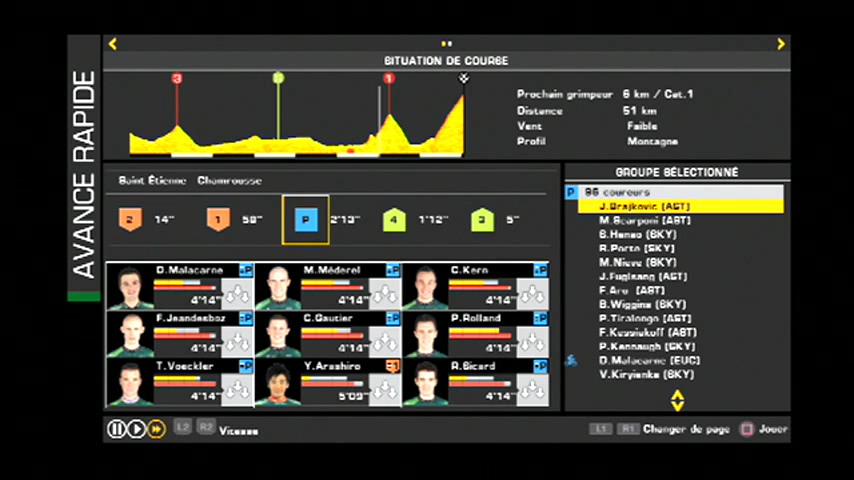 AVANCE RAPIDE
SITUATION DE COURSE
3
S
1
Prochain grimpeur 6 km / Cat.1
Distance 51 km
Vent Faible
Profil Montagne
Saint Étienne Chamrousse
2 14''
1 58''
P 2'13''
4 1'12''
3 5''
D.Malacarne =P 4'14''
M.Méderel =P 4'14''
C.Kern =P 4'14''
F.Jeandesboz =P 4'14''
C.Gautier =P 4'14''
P.Rolland =P 4'14''
T.Voeckler =P 4'14''
Y.Arashiro =1 5'09''
R.Sicard =P 4'14''
GROUPE SÉLECTIONNÉ
P 96 coureurs
J.Brajkovic (AST)
M.Scarponi (AST)
S.Henao (SKY)
R.Porte (SKY)
M.Nieve (SKY)
J.Fuglsang (AST)
F.Aru (AST)
B.Wiggins (SKY)
P.Tiralongo (AST)
F.Kessiakoff (AST)
P.Kennaugh (SKY)
D.Malacarne (EUC)
V.Kiryienka (SKY)
L2 R2 Vitesse
L1 R1 Changer de page Jouer